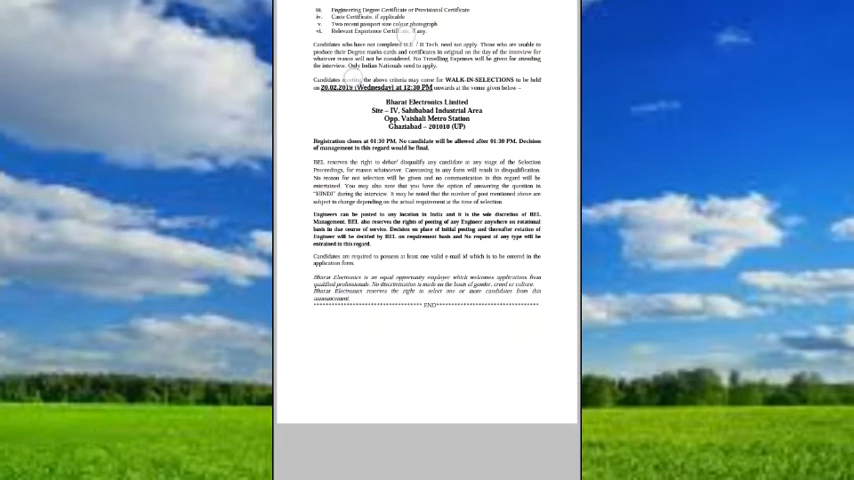 iii. Engineering Degree Certificate or Provisional Certificate
iv. Caste Certificate, if applicable
v. Two recent passport size colour photograph
vi. Relevant Experience Certificate, if any.
Candidates who have not completed B.E. / B Tech. need not apply. Those who are unable to
produce their Degree marks cards and certificates in original on the day of the interview for
whatever reason will not be considered. No Travelling Expenses will be given for attending
the interview. Only Indian Nationals need to apply.
Candidates meeting the above criteria may come for WALK-IN-SELECTIONS to be held
on 20.02.2019 (Wednesday) at 12:30 PM onwards at the venue given below –
Bharat Electronics Limited
Site – IV, Sahibabad Industrial Area
Opp. Vaishali Metro Station
Ghaziabad – 201010 (UP)
Registration closes at 01:30 PM. No candidate will be allowed after 01:30 PM. Decision
of management in this regard would be final.
BEL reserves the right to debar/ disqualify any candidate at any stage of the Selection
Proceedings, for reason whatsoever. Canvassing in any form will result in disqualification.
No reason for not selection will be given and no communication in this regard will be
entertained. You may also note that you have the option of answering the question in
"HINDI" during the interview. It may be noted that the number of post mentioned above are
subject to change depending on the actual requirement at the time of selection.
Engineers can be posted to any location in India and it is the sole discretion of BEL
Management. BEL also reserves the rights of posting of any Engineer anywhere on rotational
basis in due course of service. Decision on place of initial posting and thereafter rotation of
Engineer will be decided by BEL on requirement basis and No request of any type will be
entrained in this regard.
Candidates are required to possess at least one valid e-mail id which is to be entered in the
application form.
Bharat Electronics is an equal opportunity employer which welcomes applications from
qualified professionals. No discrimination is made on the basis of gender, creed or culture.
Bharat Electronics reserves the right to select one or more candidates from this
announcement.
************************************ END***********************************